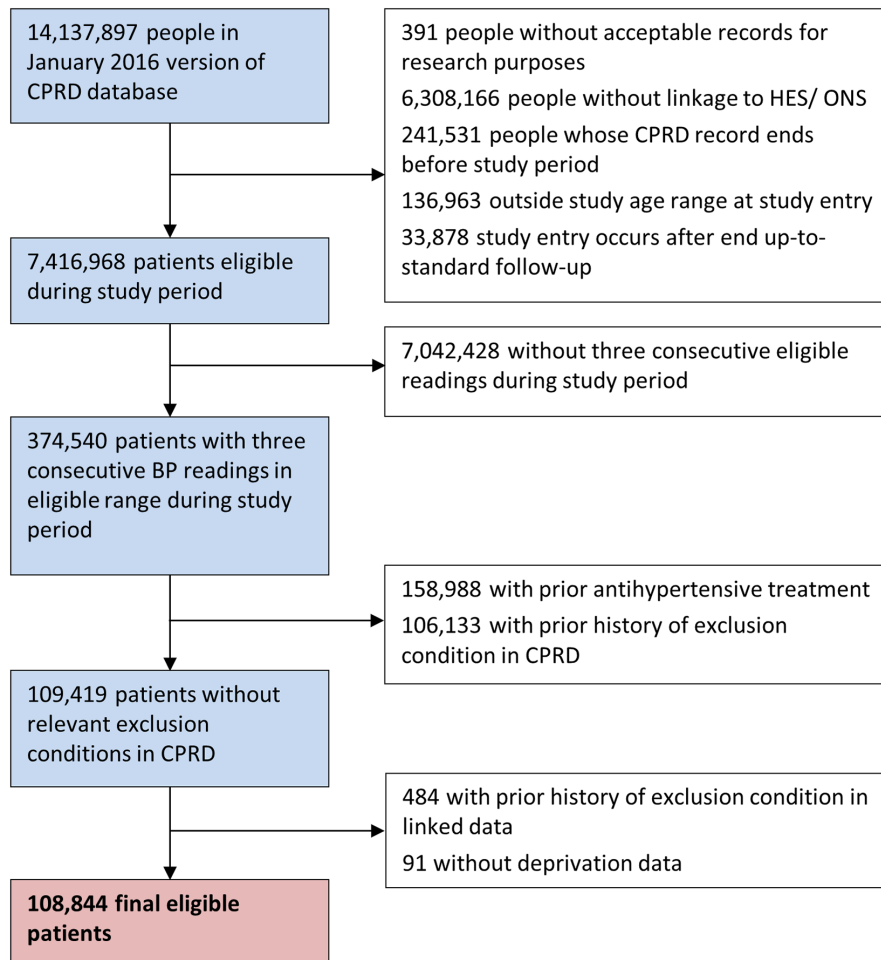 14,137,897 people in
January 2016 version of
CPRD database
391 people without acceptable records for
research purposes
6,308,166 people without linkage to HES/ ONS
241,531 people whose CPRD record ends
before study period
136,963 outside study age range at study entry
33,878 study entry occurs after end up-to-
standard follow-up
7,416,968 patients eligible
during study period
7,042,428 without three consecutive eligible
readings during study period
374,540 patients with three
consecutive BP readings in
eligible range during study
period
158,988 with prior antihypertensive treatment
106,133 with prior history of exclusion
condition in CPRD
109,419 patients without
relevant exclusion
conditions in CPRD
484 with prior history of exclusion condition in
linked data
91 without deprivation data
108,844 final eligible
patients